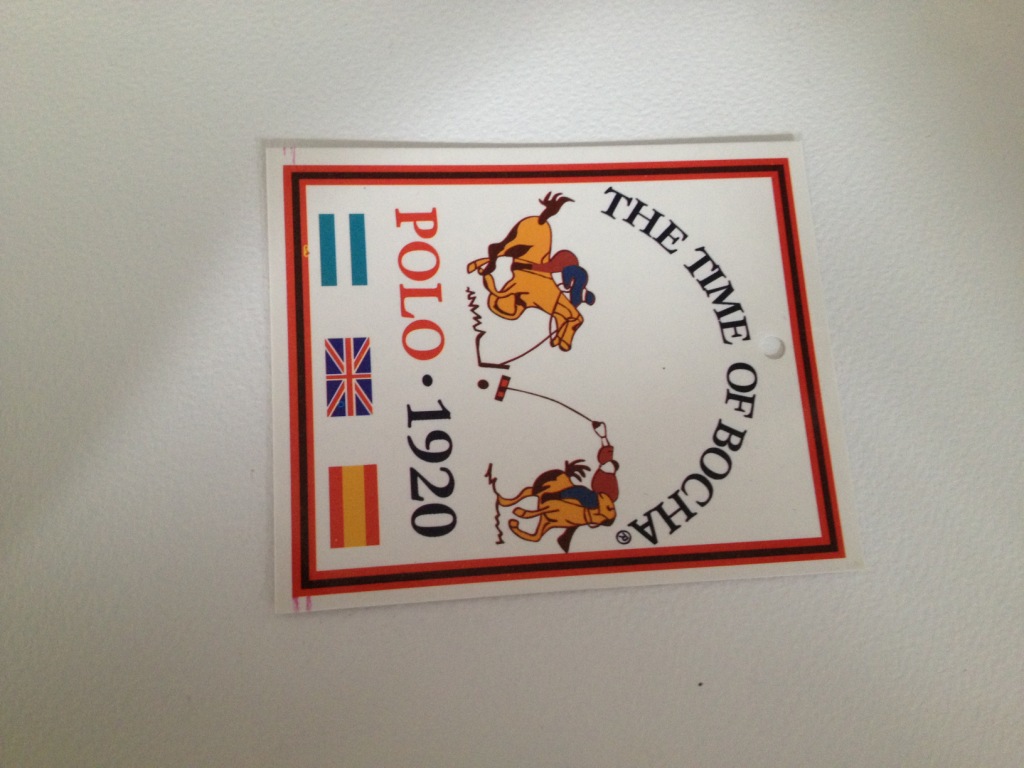 THE TIME OF BOCHA®
POLO • 1920